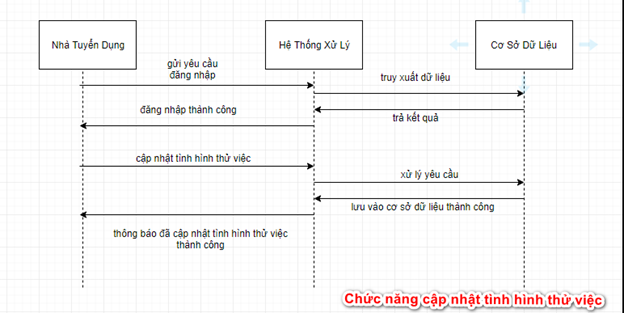 Nhà Tuyển Dụng
Hệ Thống Xử Lý
Cơ Sở Dữ Liệu
gửi yêu cầu
đăng nhập
truy xuất dữ liệu
đăng nhập thành công
trả kết quả
cập nhật tình hình thử việc
xử lý yêu cầu
lưu vào cơ sở dữ liệu thành công
thông báo đã cập nhật tình hình thử việc
thành công
Chức năng cập nhật tình hình thử việc